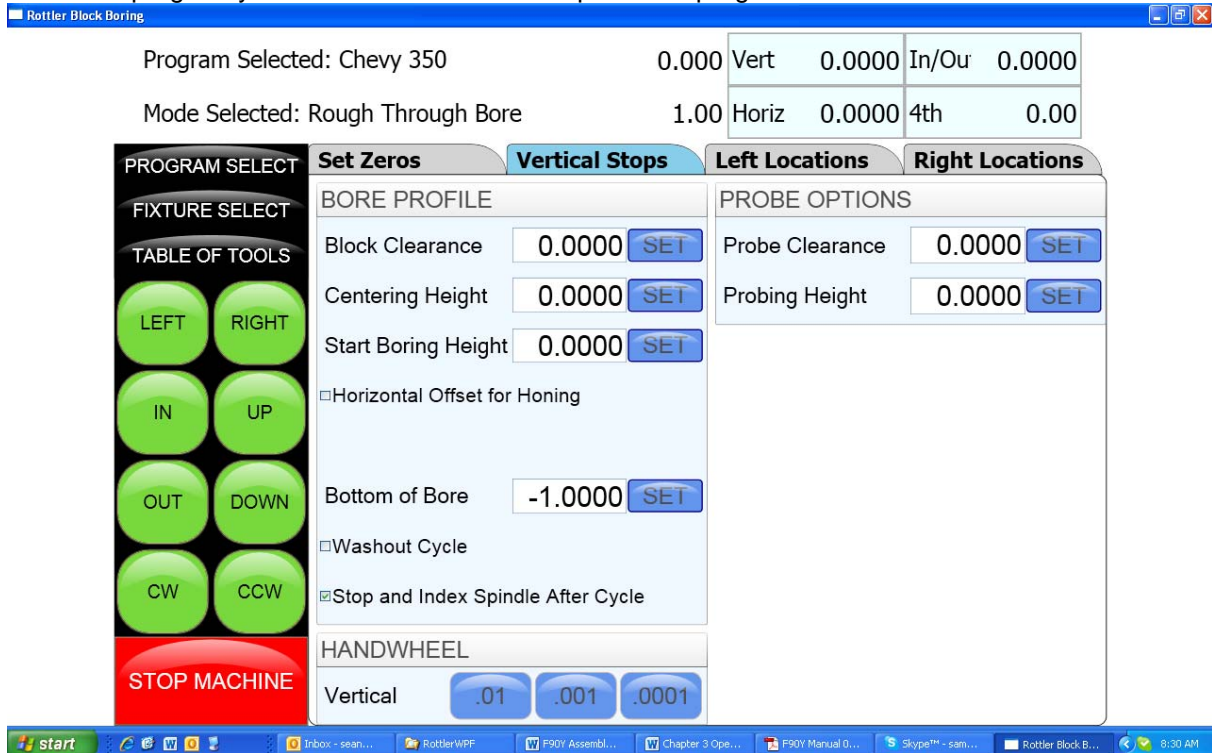 Rottler Block Boring
Program Selected: Chevy 350 0.000 Vert 0.0000 In/Ou 0.0000
Mode Selected: Rough Through Bore 1.00 Horiz 0.0000 4th 0.00
PROGRAM SELECT
FIXTURE SELECT
TABLE OF TOOLS
LEFT RIGHT
IN UP
OUT DOWN
CW CCW
STOP MACHINE
Set Zeros Vertical Stops Left Locations Right Locations
BORE PROFILE
Block Clearance 0.0000 SET
Centering Height 0.0000 SET
Start Boring Height 0.0000 SET
Horizontal Offset for Honing
Bottom of Bore -1.0000 SET
Washout Cycle
Stop and Index Spindle After Cycle
HANDWHEEL
Vertical .01 .001 .0001
PROBE OPTIONS
Probe Clearance 0.0000 SET
Probing Height 0.0000 SET
start Inbox - sean... RottlerWPF F90Y Assembl... Chapter 3 Ope... F90Y Manual 0... Skype™ - sam... Rottler Block B... 8:30 AM